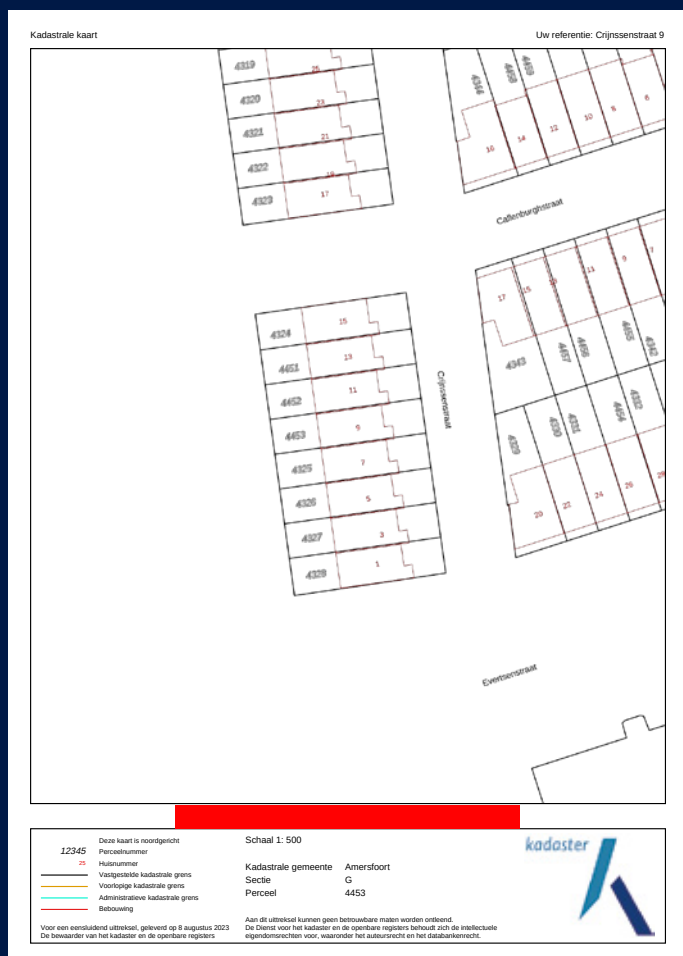 Kadastrale kaart
Uw referentie: Crijnssenstraat 9
4319
25
4320
23
4321
21
4322
19
4323
17
4344
4458
4459
16
14
12
10
8
6
Callenburghstraat
17
15
13
11
9
7
4343
4457
4456
4455
4342
4324
15
4451
13
4452
11
4453
9
4325
7
4326
5
4327
3
4328
1
Crijnssenstraat
4329
4330
4331
4454
4332
20
22
24
26
28
Evertsenstraat
Deze kaart is noordgericht
12345 Perceelnummer
25 Huisnummer
Vastgestelde kadastrale grens
Voorlopige kadastrale grens
Administratieve kadastrale grens
Bebouwing
Voor een eensluidend uittreksel, geleverd op 8 augustus 2023
De bewaarder van het kadaster en de openbare registers
Schaal 1: 500
Kadastrale gemeente Amersfoort
Sectie G
Perceel 4453
Aan dit uittreksel kunnen geen betrouwbare maten worden ontleend.
De Dienst voor het kadaster en de openbare registers behoudt zich de intellectuele
eigendomsrechten voor, waaronder het auteursrecht en het databankenrecht.
kadaster